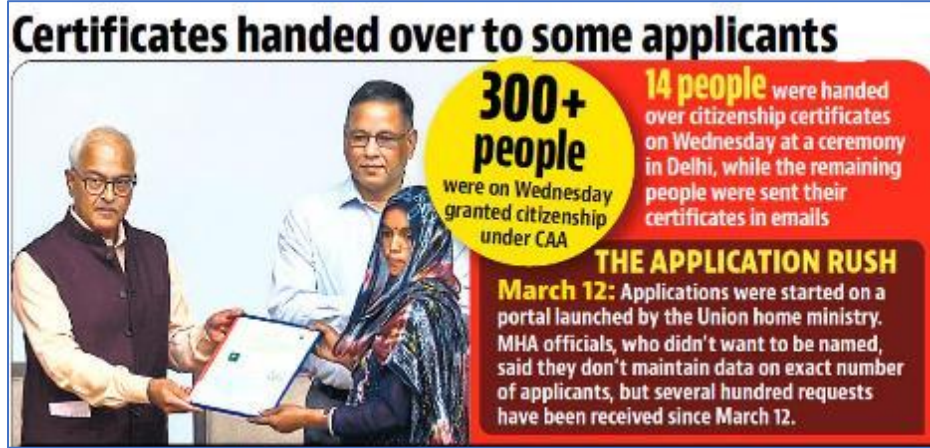 Certificates handed over to some applicants
300+
people
were on Wednesday
granted citizenship
under CAA
14 people were handed
over citizenship certificates
on Wednesday at a ceremony
in Delhi, while the remaining
people were sent their
certificates in emails
THE APPLICATION RUSH
March 12: Applications were started on a
portal launched by the Union home ministry.
MHA officials, who didn't want to be named,
said they don't maintain data on exact number
of applicants, but several hundred requests
have been received since March 12.